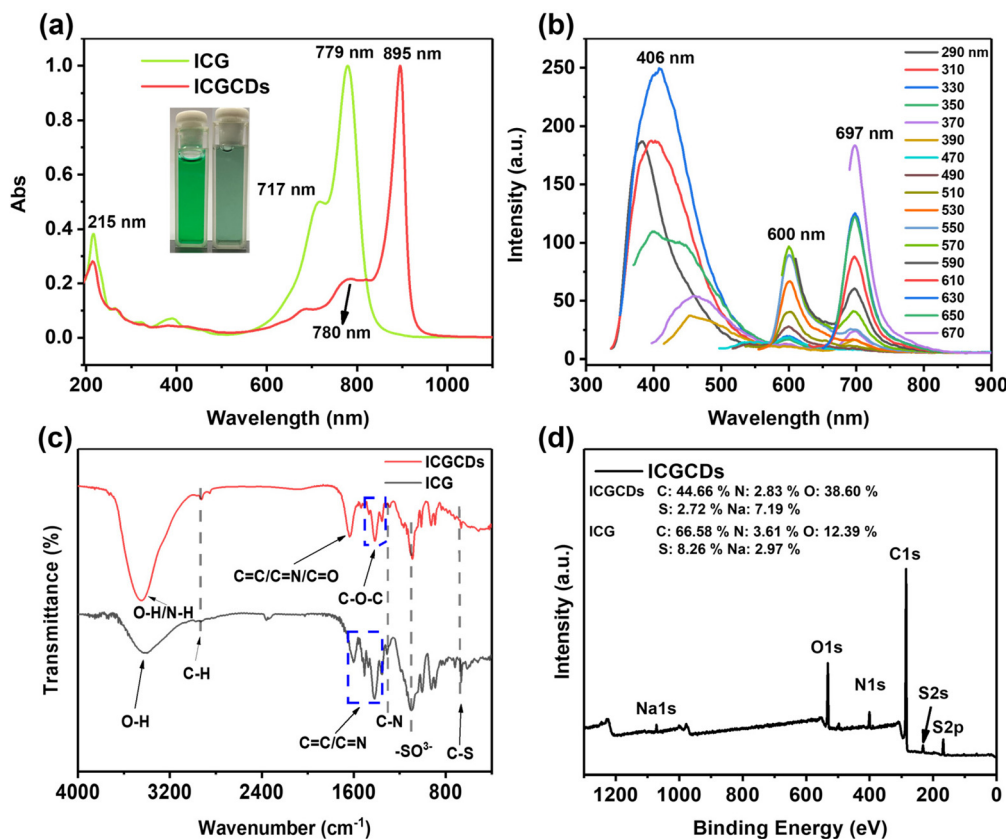 (a)
ICG
ICGCDs
779 nm
895 nm
717 nm
215 nm
780 nm
Abs
1.0
0.8
0.6
0.4
0.2
0.0
200
400
600
800
1000
Wavelength (nm)
(b)
406 nm
600 nm
697 nm
290 nm
310
330
350
370
390
470
490
510
530
550
570
590
610
630
650
670
Intensity (a.u.)
250
200
150
100
50
0
300
400
500
600
700
800
900
Wavelength (nm)
(c)
ICGCDs
ICG
O-H/N-H
C=C/C=N/C=O
C-O-C
C-H
O-H
C=C/C=N
C-N
-SO³⁻
C-S
Transmittance (%)
4000
3200
2400
1600
800
Wavenumber (cm⁻¹)
(d)
ICGCDs
ICGCDs C: 44.66 % N: 2.83 % O: 38.60 %
S: 2.72 % Na: 7.19 %
ICG C: 66.58 % N: 3.61 % O: 12.39 %
S: 8.26 % Na: 2.97 %
C1s
O1s
N1s
S2s
Na1s
S2p
Intensity (a.u.)
1200
1000
800
600
400
200
0
Binding Energy (eV)